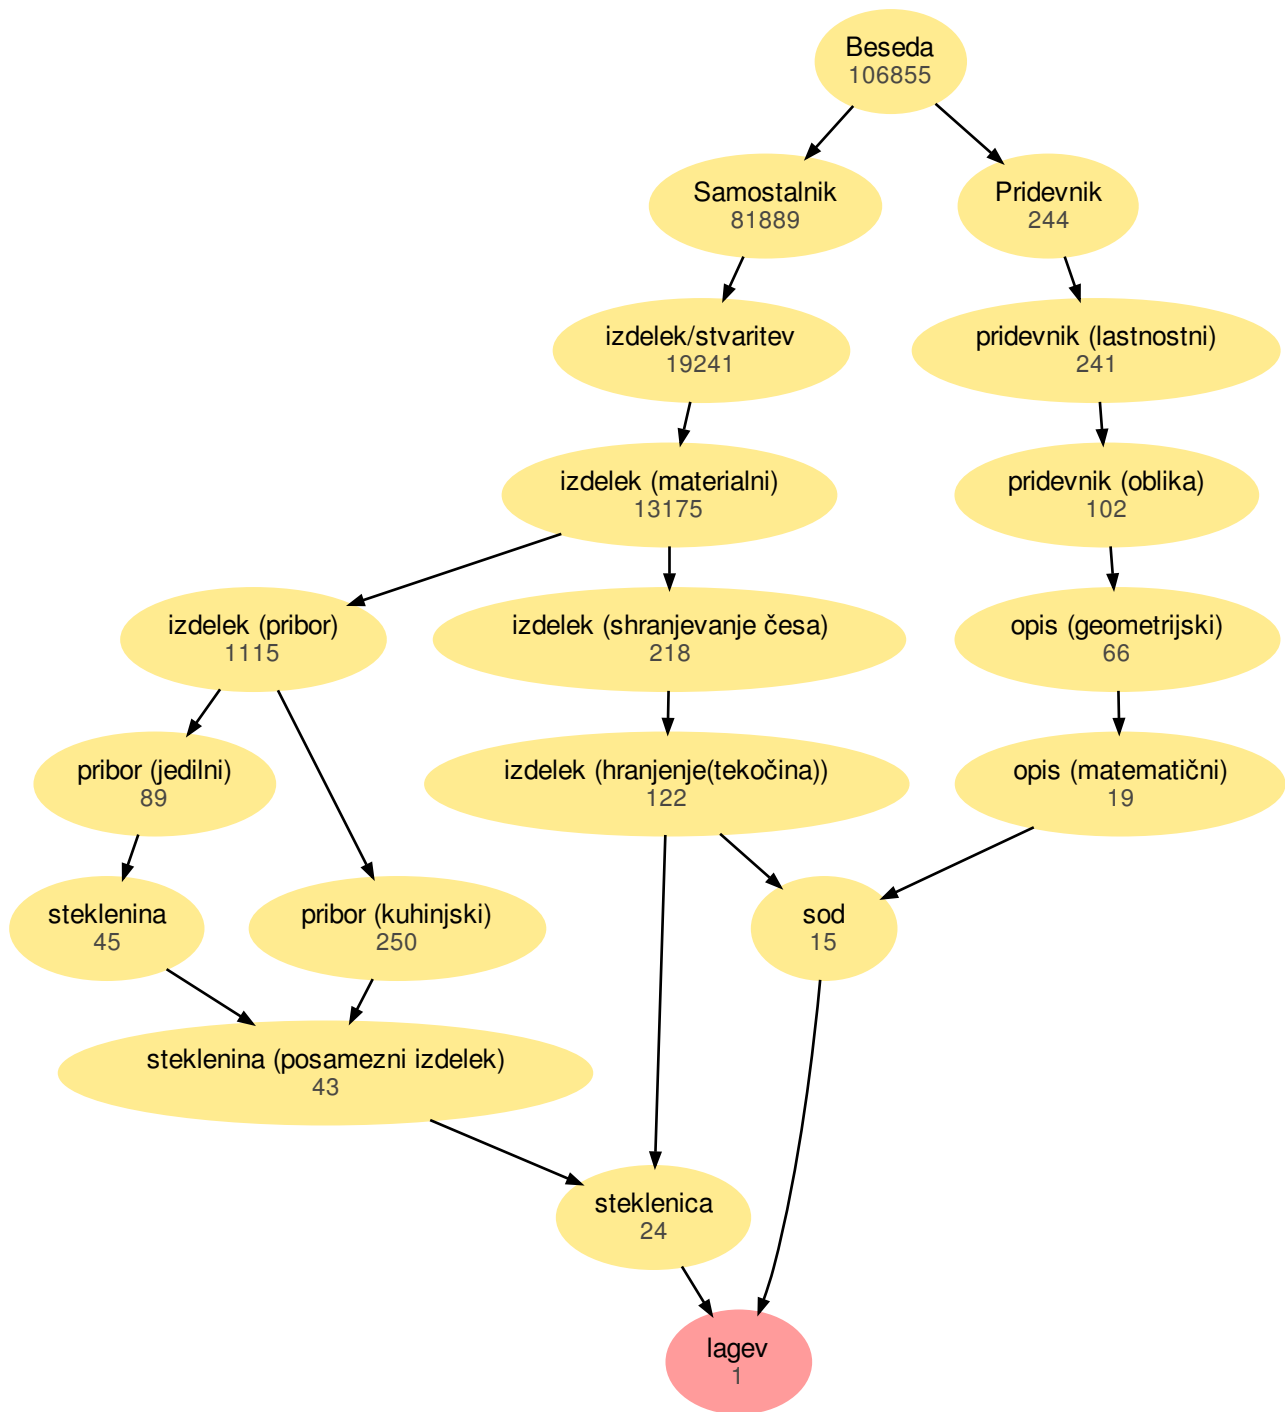 Beseda
106855
Samostalnik
81889
Pridevnik
244
izdelek/stvaritev
19241
pridevnik (lastnostni)
241
izdelek (materialni)
13175
pridevnik (oblika)
102
izdelek (pribor)
1115
izdelek (shranjevanje česa)
218
opis (geometrijski)
66
pribor (jedilni)
89
izdelek (hranjenje(tekočina))
122
opis (matematični)
19
steklenina
45
pribor (kuhinjski)
250
sod
15
steklenina (posamezni izdelek)
43
steklenica
24
lagev
1